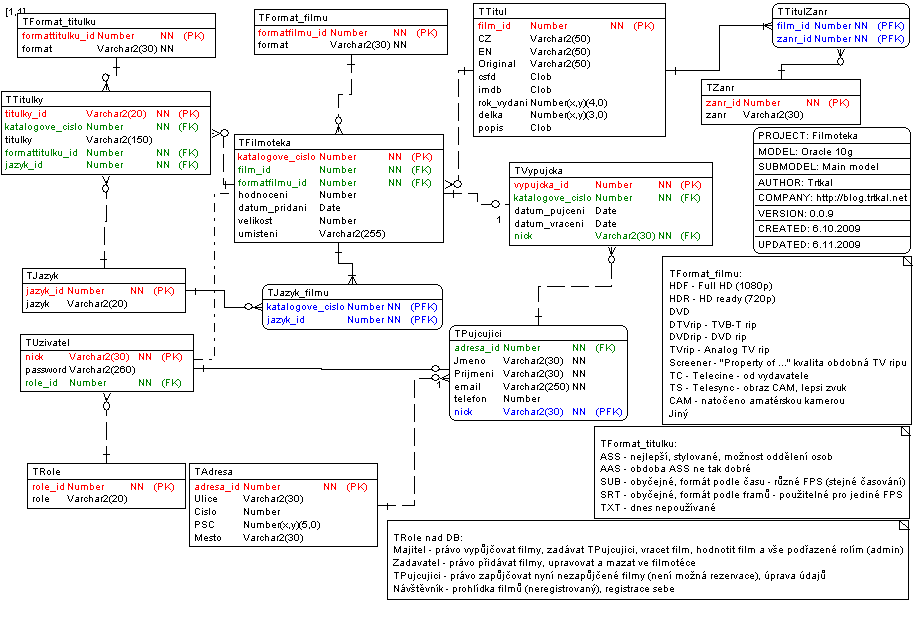 [1,1]
TFormat_titulku
formattitulku_id Number NN (PK)
format Varchar2(30) NN
TFormat_filmu
formatfilmu_id Number NN (PK)
format Varchar2(30) NN
TTitul
film_id Number NN (PK)
CZ Varchar2(50)
EN Varchar2(50)
Original Varchar2(50)
csfd Clob
imdb Clob
rok_vydani Number(x,y)(4,0)
delka Number(x,y)(3,0)
popis Clob
TTitulZanr
film_id Number NN (PFK)
zanr_id Number NN (PFK)
TZanr
zanr_id Number NN (PK)
zanr Varchar2(30)
TTitulky
titulky_id Varchar2(20) NN (PK)
katalogove_cislo Number NN (FK)
titulky Varchar2(150)
formattitulku_id Number NN (FK)
jazyk_id Number NN (FK)
TFilmoteka
katalogove_cislo Number NN (PK)
film_id Number NN (FK)
formatfilmu_id Number NN (FK)
hodnoceni Number
datum_pridani Date
velikost Number
umisteni Varchar2(255)
TVypujcka
vypujcka_id Number NN (PK)
katalogove_cislo Number NN (FK)
datum_pujceni Date
datum_vraceni Date
nick Varchar2(30) NN (FK)
1
PROJECT: Filmoteka
MODEL: Oracle 10g
SUBMODEL: Main model
AUTHOR: Trtkal
COMPANY: http://blog.trtkal.net
VERSION: 0.0.9
CREATED: 6.10.2009
UPDATED: 6.11.2009
TJazyk
jazyk_id Number NN (PK)
jazyk Varchar2(20)
TJazyk_filmu
katalogove_cislo Number NN (PFK)
jazyk_id Number NN (PFK)
TUzivatel
nick Varchar2(30) NN (PK)
password Varchar2(260)
role_id Number NN (FK)
TPujcujici
adresa_id Number NN (FK)
Jmeno Varchar2(30) NN
Prijmeni Varchar2(30) NN
email Varchar2(250) NN
telefon Number
nick Varchar2(30) NN (PFK)
1
TFormat_filmu:
HDF - Full HD (1080p)
HDR - HD ready (720p)
DVD
DTVrip - TVB-T rip
DVDrip - DVD rip
TVrip - Analog TV rip
Screener - "Property of ..." kvalita obdobná TV ripu
TC - Telecine - od vydavatele
TS - Telesync - obraz CAM, lepsi zvuk
CAM - natočeno amatérskou kamerou
Jiný
TRole
role_id Number NN (PK)
role Varchar2(20)
TAdresa
adresa_id Number NN (PK)
Ulice Varchar2(30)
Cislo Number
PSC Number(x,y)(5,0)
Mesto Varchar2(30)
TFormat_titulku:
ASS - nejlepší, stylované, možnost oddělení osob
AAS - obdoba ASS ne tak dobré
SUB - obyčejné, formát podle času - různé FPS (stejné časování)
SRT - obyčejné, formát podle framů - použitelné pro jediné FPS
TXT - dnes nepoužívané
TRole nad DB:
Majitel - právo vypůjčovat filmy, zadávat TPujcujici, vracet film, hodnotit film a vše podřazené rolím (admin)
Zadavatel - právo přidávat filmy, upravovat a mazat ve filmotéce
TPujcujici - právo zapůjčovat nyní nezapůjčené filmy (není možná rezervace), úprava údajů
Návštěvník - prohlídka filmů (neregistrovaný), registrace sebe